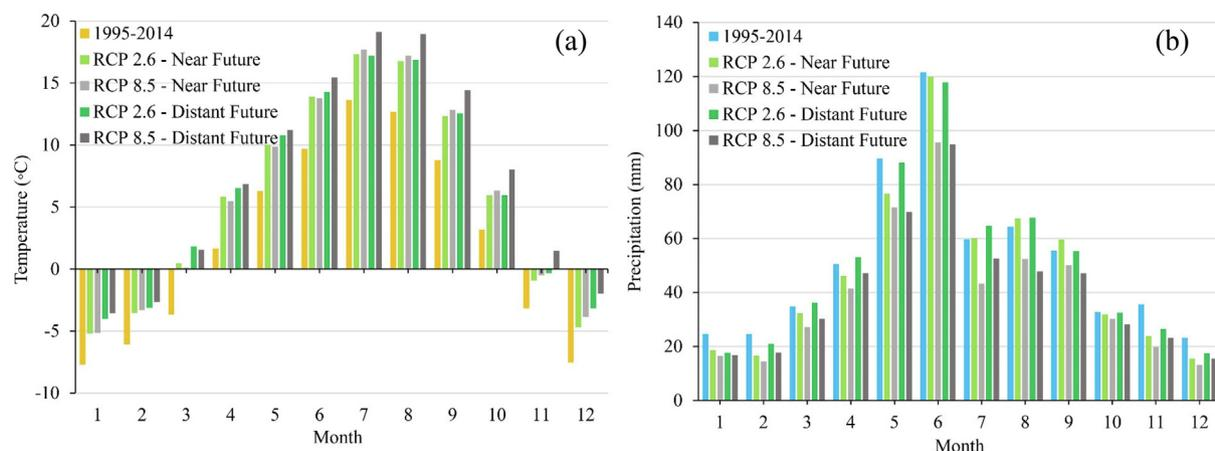 (a)
1995-2014
RCP 2.6 - Near Future
RCP 8.5 - Near Future
RCP 2.6 - Distant Future
RCP 8.5 - Distant Future
Temperature (°C)
20
15
10
5
0
-5
-10
1 2 3 4 5 6 7 8 9 10 11 12
Month
(b)
1995-2014
RCP 2.6 - Near Future
RCP 8.5 - Near Future
RCP 2.6 - Distant Future
RCP 8.5 - Distant Future
Precipitation (mm)
140
120
100
80
60
40
20
0
1 2 3 4 5 6 7 8 9 10 11 12
Month